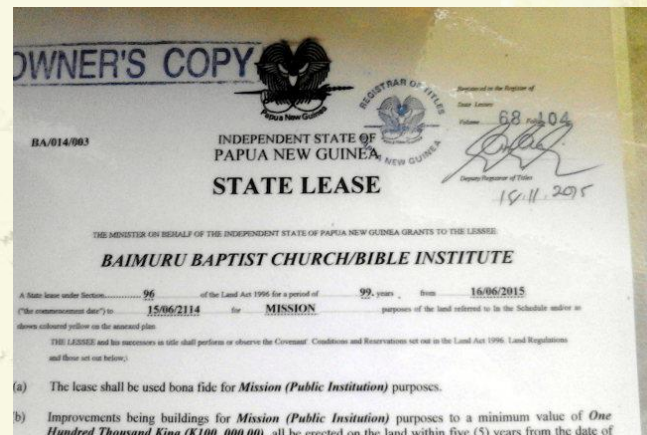 OWNER'S COPY
Papua New Guinea
REGISTRAR OF TITLES
PAPUA NEW GUINEA
Registered in the Register of
State Leases
Volume 68 Folio 104
Deputy Registrar of Titles
18.11.2015
BA/014/003
INDEPENDENT STATE OF
PAPUA NEW GUINEA
STATE LEASE
THE MINISTER ON BEHALF OF THE INDEPENDENT STATE OF PAPUA NEW GUINEA GRANTS TO THE LESSEE
BAIMURU BAPTIST CHURCH/BIBLE INSTITUTE
A State lease under Section........ 96 of the Land Act 1996 for a period of 99. years from 16/06/2015
("the commencement date") to 15/06/2114 for MISSION purposes of the land referred to In the Schedule and/or as
shown coloured yellow on the annexed plan
THE LESSEE and his successors in title shall perform or observe the Covenant. Conditions and Reservations set out in the Land Act 1996. Land Regulations
and those set out below;)
(a) The lease shall be used bona fide for Mission (Public Institution) purposes.
(b) Improvements being buildings for Mission (Public Insitution) purposes to a minimum value of One
Hundred Thousand King (K100, 000.00), all be erected on the land within five (5) years from the date of